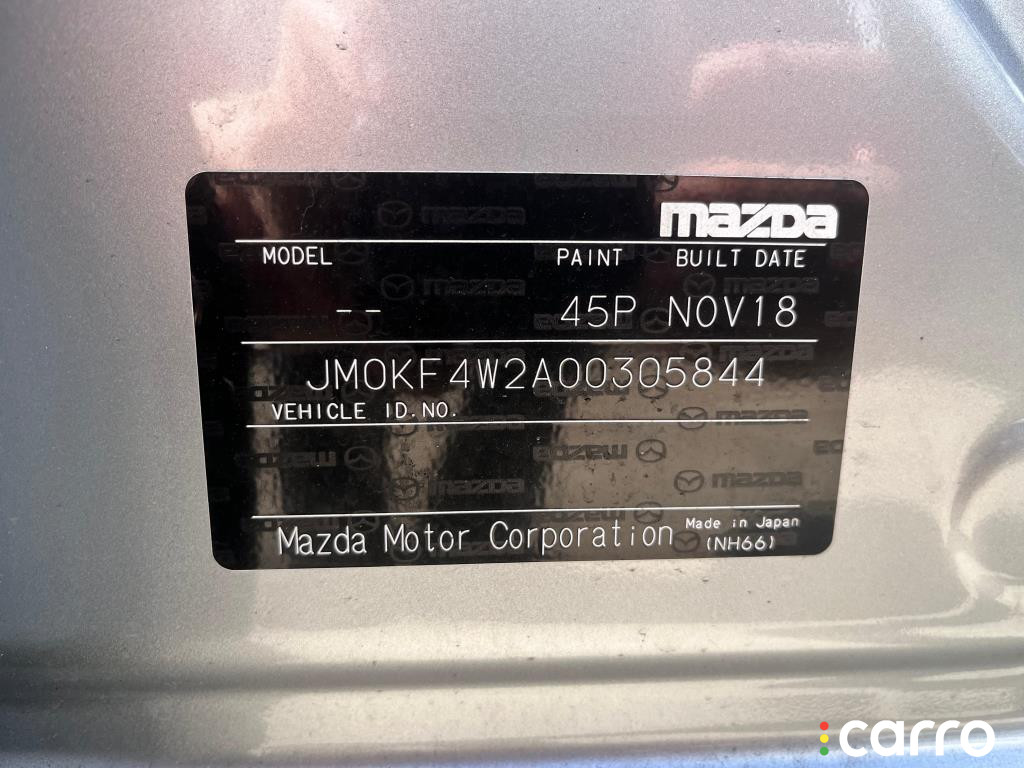 mazda
MODEL PAINT BUILT DATE
-- 45P NOV18
JM0KF4W2A00305844
VEHICLE ID. NO.
Mazda Motor Corporation Made in Japan
(NH66)
carro